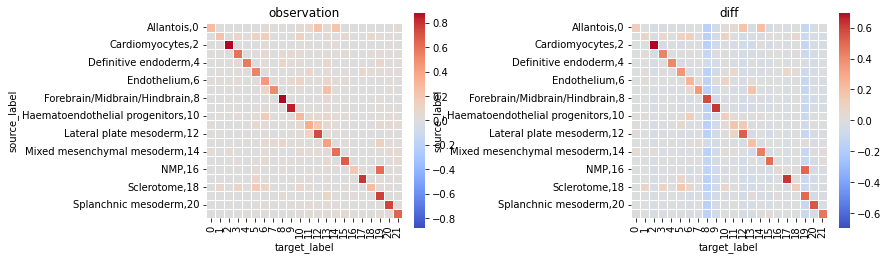 observation
Allantois,0
Cardiomyocytes,2
Definitive endoderm,4
Endothelium,6
Forebrain/Midbrain/Hindbrain,8
Haematoendothelial progenitors,10
Lateral plate mesoderm,12
Mixed mesenchymal mesoderm,14
NMP,16
Sclerotome,18
Splanchnic mesoderm,20
source_label
0 1 2 3 4 5 6 7 8 9 10 11 12 13 14 15 16 17 18 19 20 21
target_label
0.8
0.6
0.4
0.2
0.0
−0.2
−0.4
−0.6
−0.8
diff
Allantois,0
Cardiomyocytes,2
Definitive endoderm,4
Endothelium,6
Forebrain/Midbrain/Hindbrain,8
Haematoendothelial progenitors,10
Lateral plate mesoderm,12
Mixed mesenchymal mesoderm,14
NMP,16
Sclerotome,18
Splanchnic mesoderm,20
source_label
0 1 2 3 4 5 6 7 8 9 10 11 12 13 14 15 16 17 18 19 20 21
target_label
0.6
0.4
0.2
0.0
−0.2
−0.4
−0.6